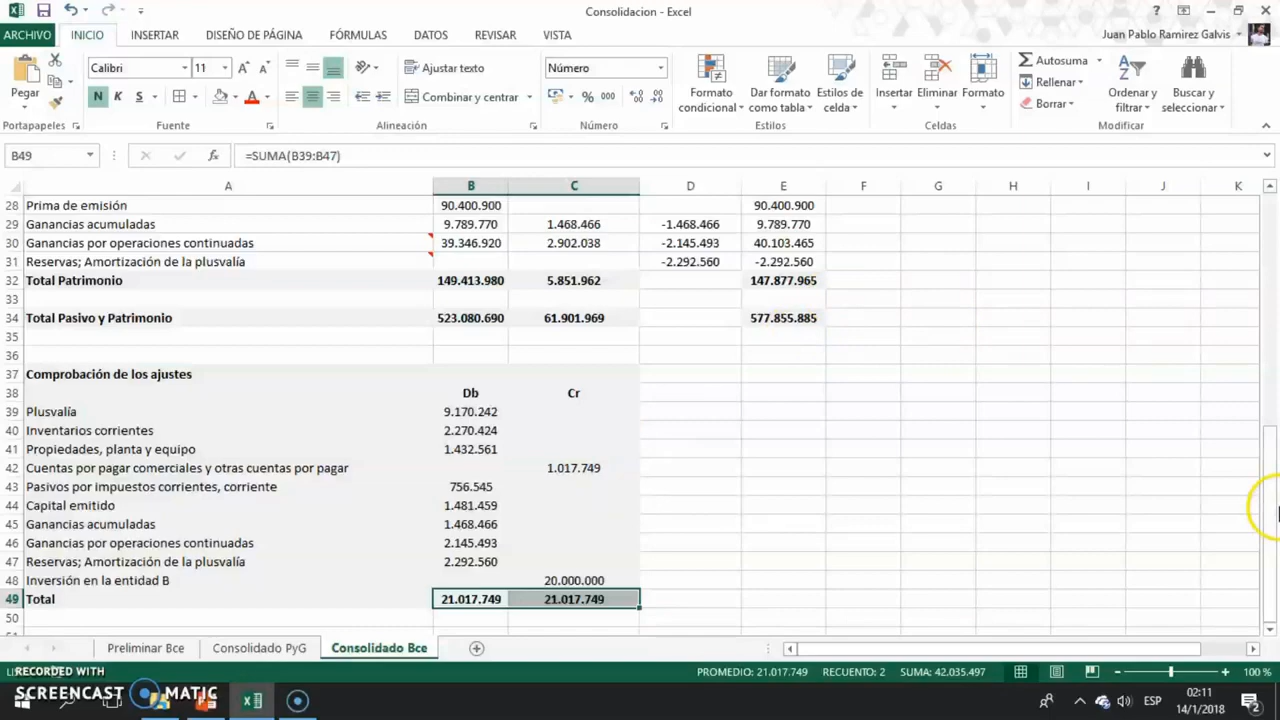 Consolidacion - Excel
ARCHIVO INICIO INSERTAR DISEÑO DE PÁGINA FÓRMULAS DATOS REVISAR VISTA Juan Pablo Ramirez Galvis
Pegar
Calibri 11
Ajustar texto
Número
Formato condicional
Dar formato como tabla
Estilos de celda
Insertar Eliminar Formato
Autosuma
Rellenar
Borrar
Ordenar y filtrar
Buscar y seleccionar
N K S
Combinar y centrar
% 000
Portapapeles Fuente Alineación Número Estilos Celdas Modificar
B49 fx =SUMA(B39:B47)
A B C D E F G H I J K
28 Prima de emisión 90.400.900 90.400.900
29 Ganancias acumuladas 9.789.770 1.468.466 -1.468.466 9.789.770
30 Ganancias por operaciones continuadas 39.346.920 2.902.038 -2.145.493 40.103.465
31 Reservas; Amortización de la plusvalía -2.292.560 -2.292.560
32 Total Patrimonio 149.413.980 5.851.962 147.877.965
33
34 Total Pasivo y Patrimonio 523.080.690 61.901.969 577.855.885
35
36
37 Comprobación de los ajustes
38 Db Cr
39 Plusvalía 9.170.242
40 Inventarios corrientes 2.270.424
41 Propiedades, planta y equipo 1.432.561
42 Cuentas por pagar comerciales y otras cuentas por pagar 1.017.749
43 Pasivos por impuestos corrientes, corriente 756.545
44 Capital emitido 1.481.459
45 Ganancias acumuladas 1.468.466
46 Ganancias por operaciones continuadas 2.145.493
47 Reservas; Amortización de la plusvalía 2.292.560
48 Inversión en la entidad B 20.000.000
49 Total 21.017.749 21.017.749
50
Preliminar Bce Consolidado PyG Consolidado Bce
RECORDED WITH
PROMEDIO: 21.017.749 RECUENTO: 2 SUMA: 42.035.497 100 %
SCREENCAST MATIC
ESP
02:11
14/1/2018
2